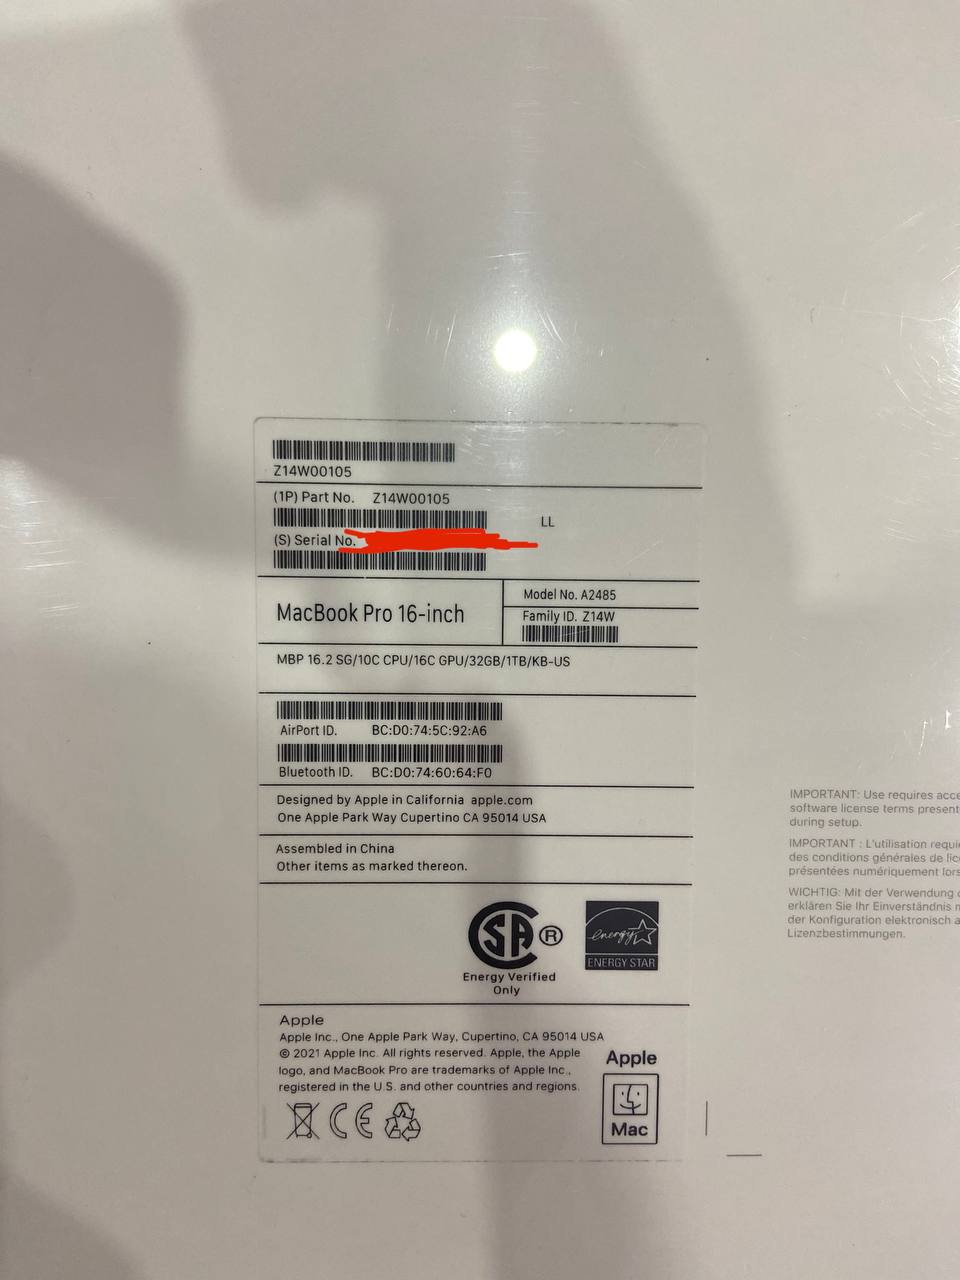 Z14W00105
(1P) Part No. Z14W00105
LL
(S) Serial No.
MacBook Pro 16-inch
Model No. A2485
Family ID. Z14W
MBP 16.2 SG/10C CPU/16C GPU/32GB/1TB/KB-US
AirPort ID. BC:D0:74:5C:92:A6
Bluetooth ID. BC:D0:74:60:64:F0
Designed by Apple in California apple.com
One Apple Park Way Cupertino CA 95014 USA
Assembled in China
Other items as marked thereon.
SA ®
Energy Verified
Only
energy
ENERGY STAR
Apple
Apple Inc., One Apple Park Way, Cupertino, CA 95014 USA
© 2021 Apple Inc. All rights reserved. Apple, the Apple
logo, and MacBook Pro are trademarks of Apple Inc.,
registered in the U.S. and other countries and regions.
CE
Apple
Mac
IMPORTANT: Use requires
software license terms
during setup.
IMPORTANT : L'utilisation
des conditions générales de
présentées numériquement
WICHTIG: Mit der Verwendung
erklären Sie Ihr Einverständnis
der Konfiguration elektronisch
Lizenzbestimmungen.